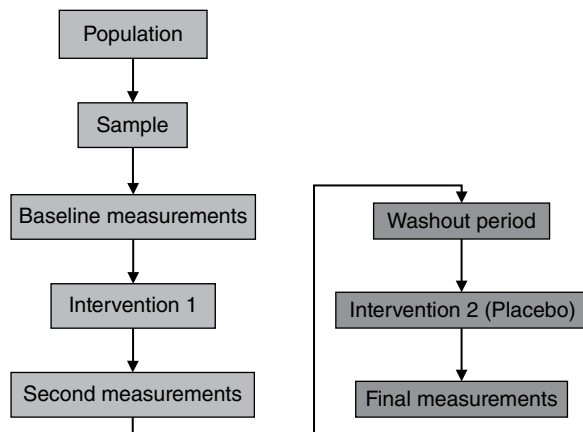 Population
Sample
Baseline measurements
Intervention 1
Second measurements
Washout period
Intervention 2 (Placebo)
Final measurements